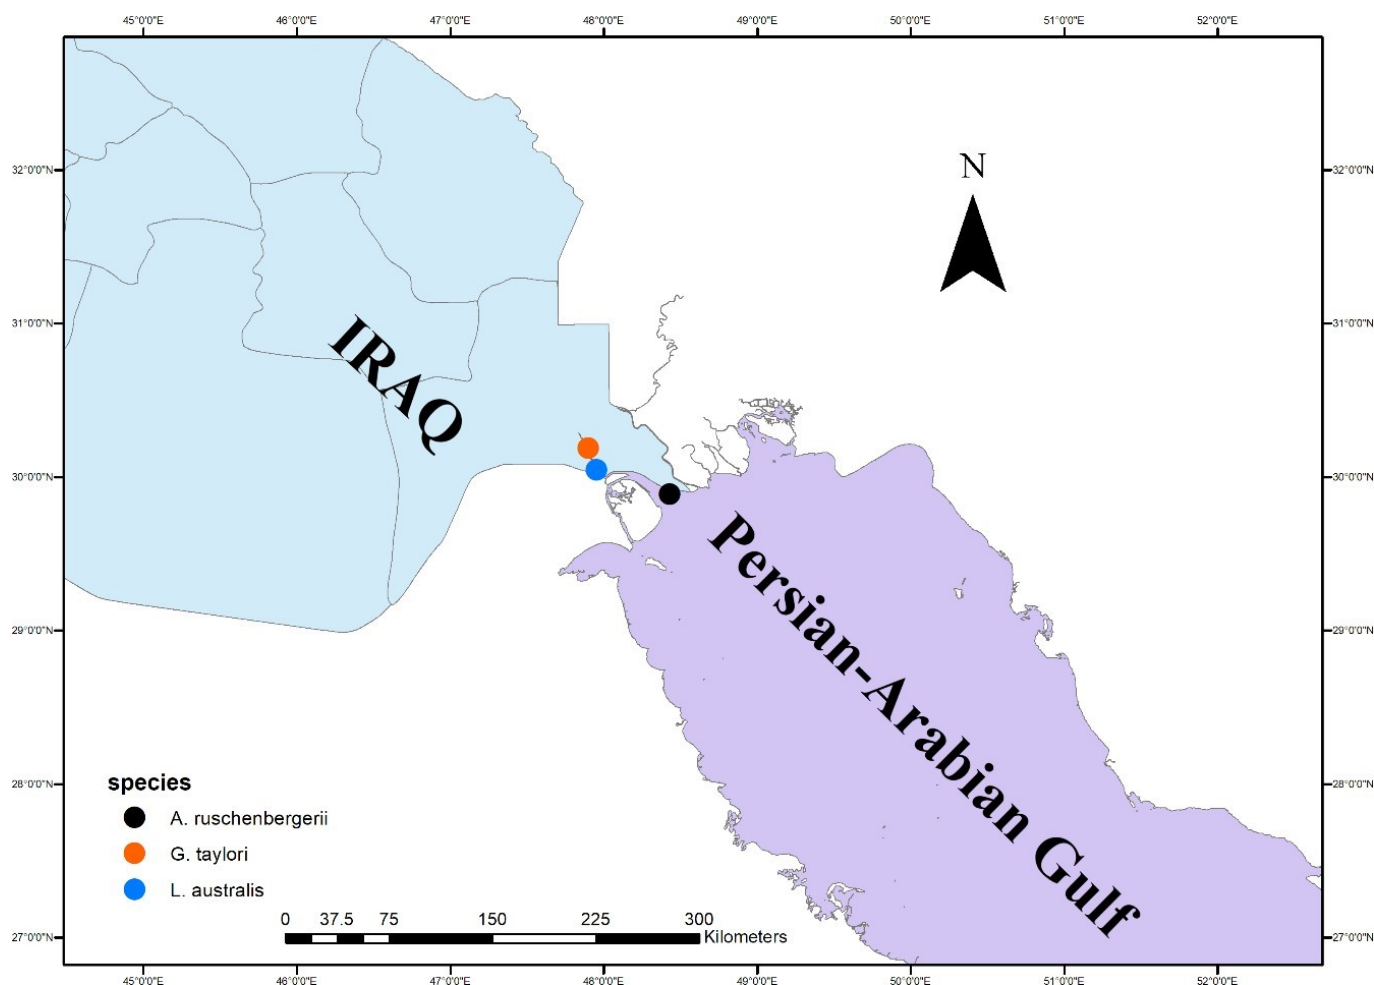 45°0'0"E 46°0'0"E 47°0'0"E 48°0'0"E 49°0'0"E 50°0'0"E 51°0'0"E 52°0'0"E
N
32°0'0"N 32°0'0"N
31°0'0"N 31°0'0"N
IRAQ
30°0'0"N 30°0'0"N
Persian-Arabian Gulf
29°0'0"N 29°0'0"N
28°0'0"N 28°0'0"N
species
A. ruschenbergerii
G. taylori
L. australis
0 37.5 75 150 225 300
Kilometers
27°0'0"N 27°0'0"N
45°0'0"E 46°0'0"E 47°0'0"E 48°0'0"E 49°0'0"E 50°0'0"E 51°0'0"E 52°0'0"E